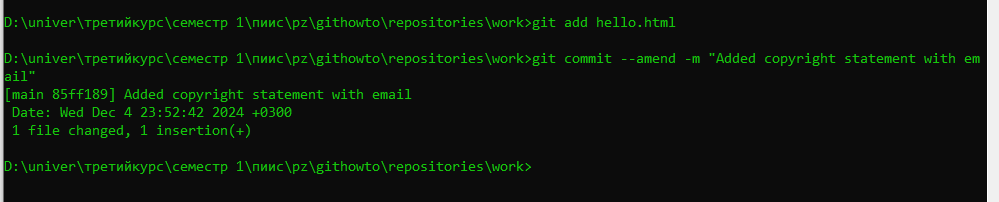 D:\univer\третийкурс\семестр 1\пиис\pz\githowto\repositories\work>git add hello.html
D:\univer\третийкурс\семестр 1\пиис\pz\githowto\repositories\work>git commit --amend -m "Added copyright statement with em
ail"
[main 85ff189] Added copyright statement with email
 Date: Wed Dec 4 23:52:42 2024 +0300
 1 file changed, 1 insertion(+)
D:\univer\третийкурс\семестр 1\пиис\pz\githowto\repositories\work>